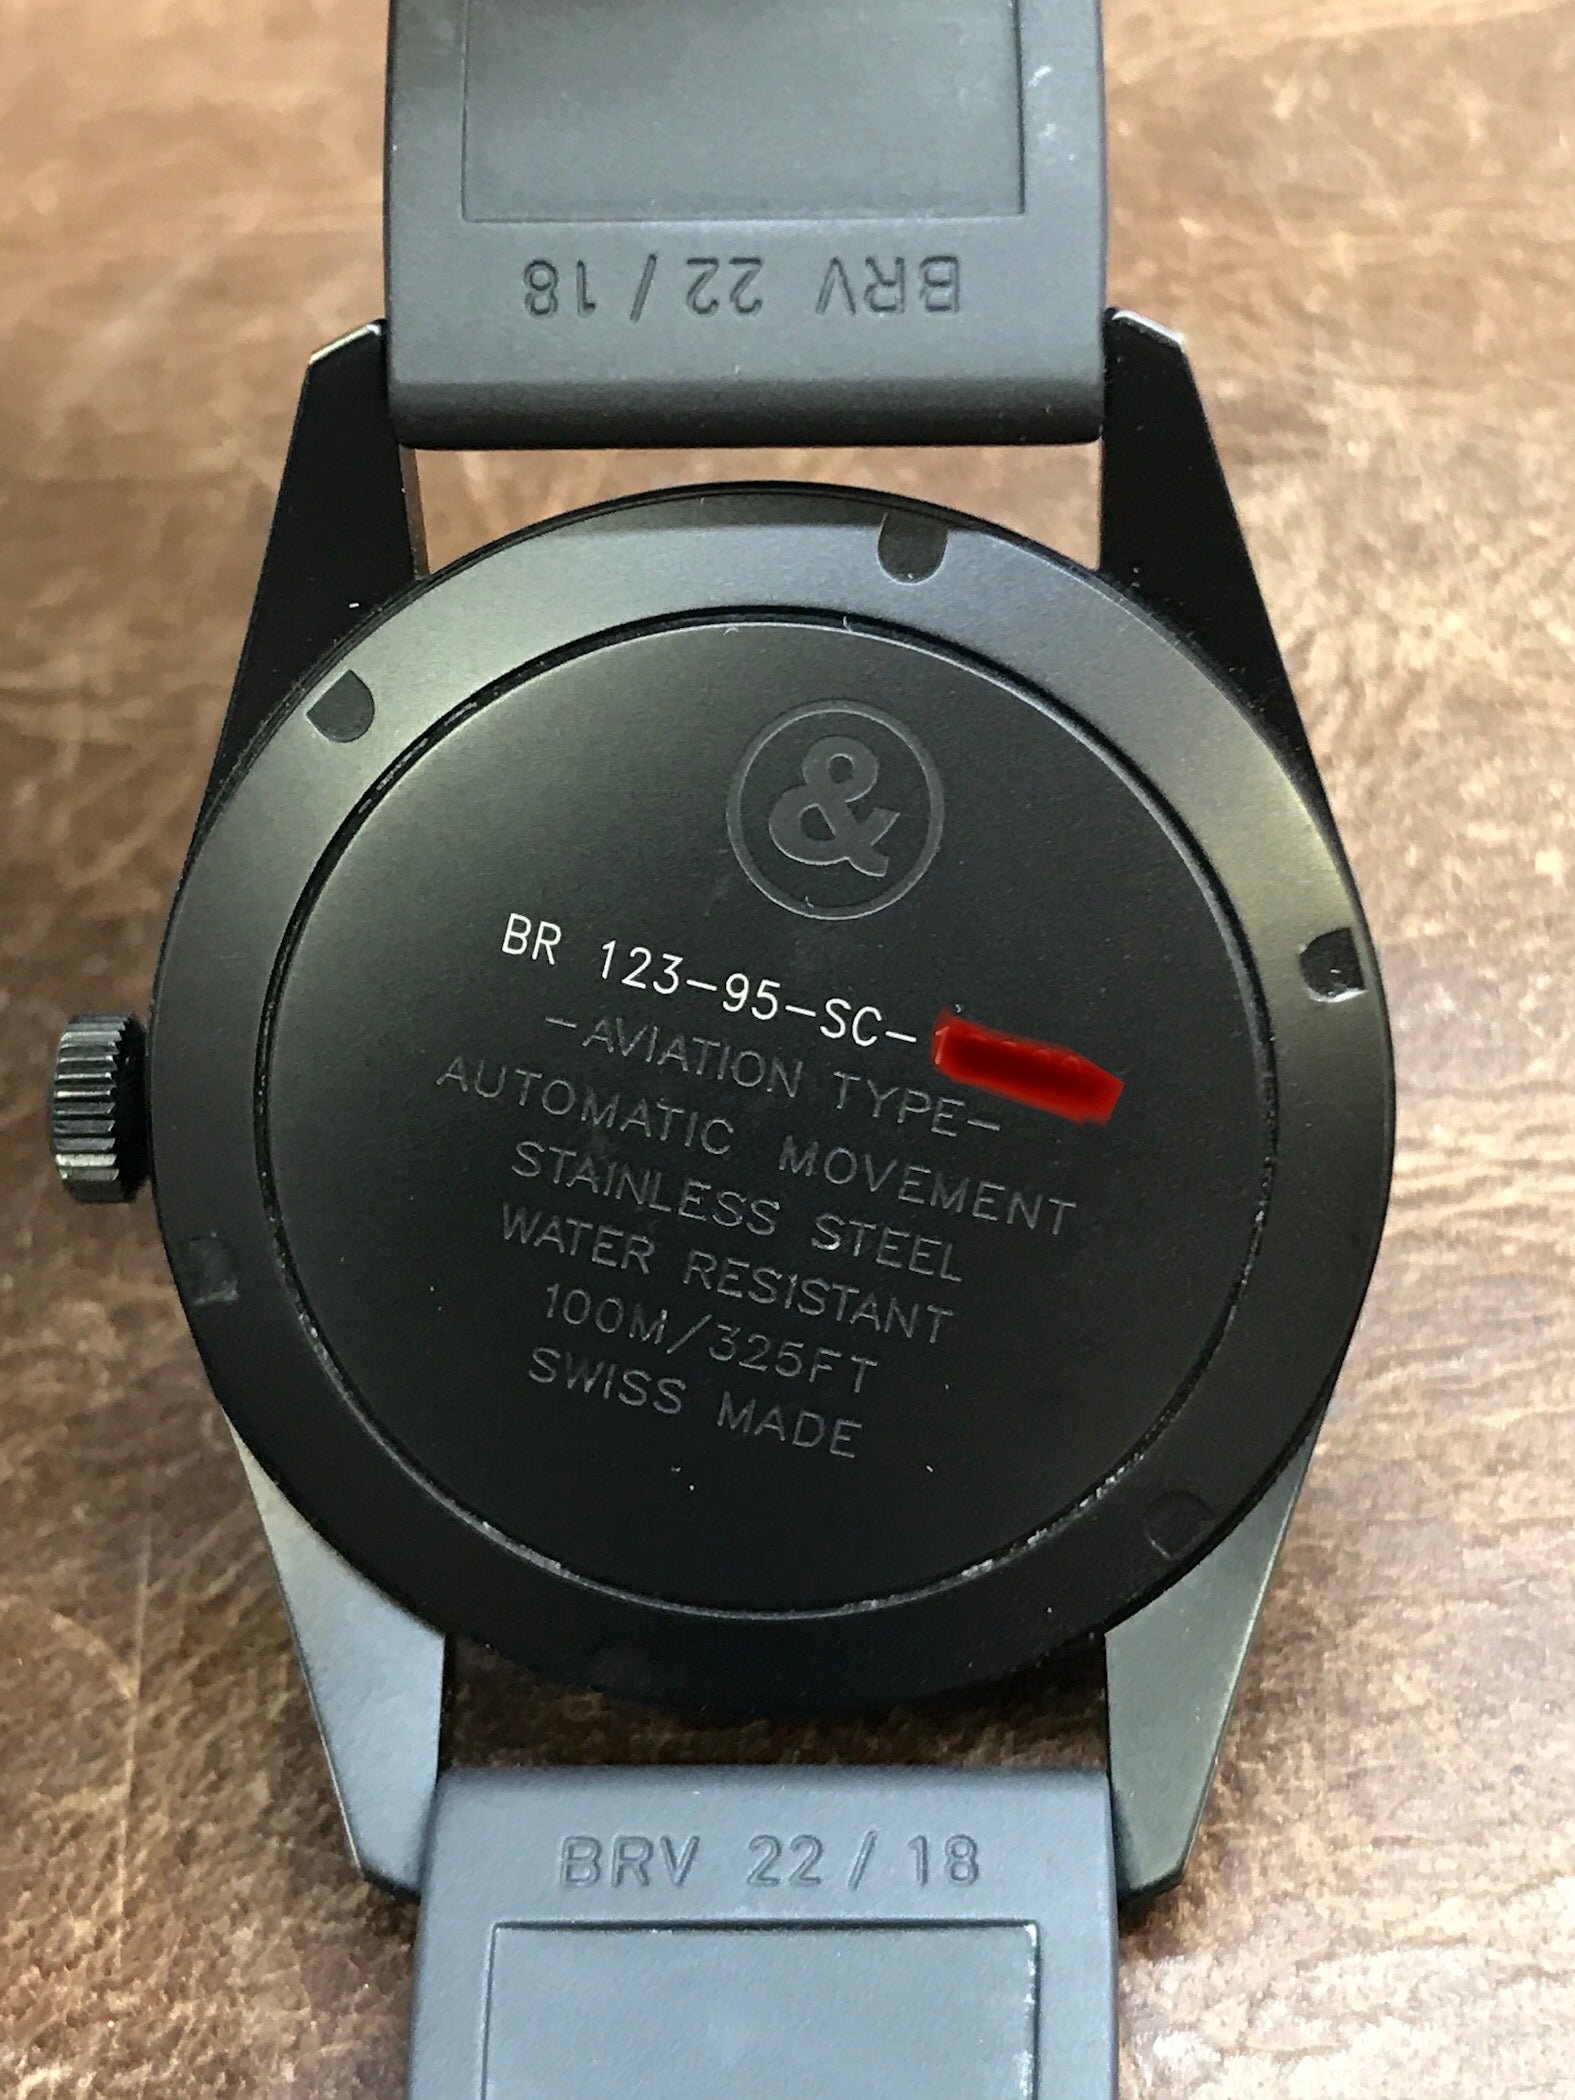 BRV 22/18
&
BR 123-95-SC-
-AVIATION TYPE-
AUTOMATIC MOVEMENT
STAINLESS STEEL
WATER RESISTANT
100M/325FT
SWISS MADE
BRV 22/18